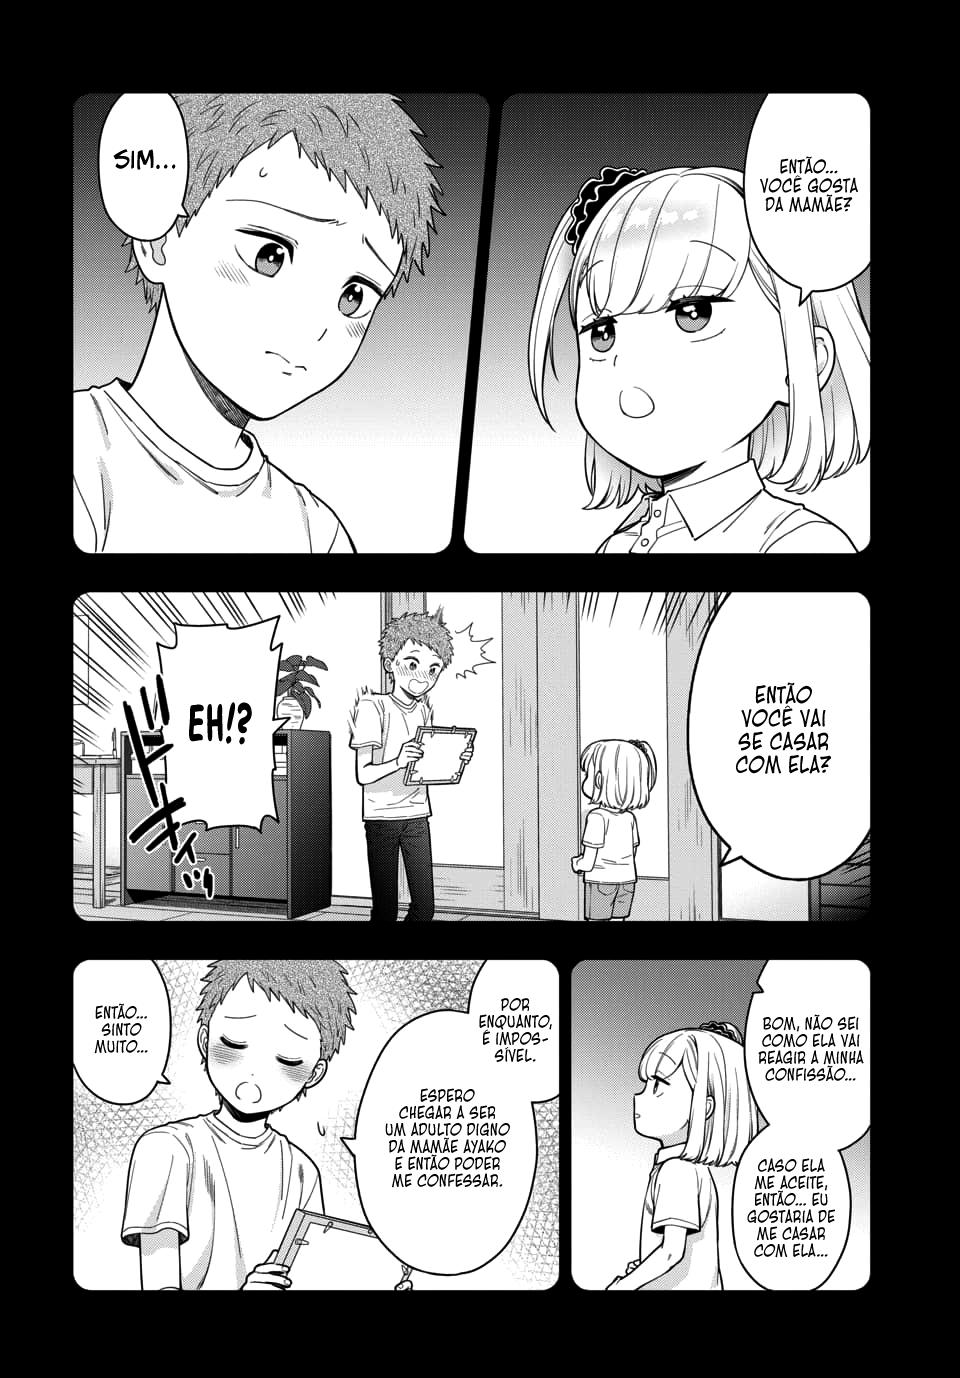 ENTÃO...
VOCÊ GOSTA
DA MAMÃE?
SIM...
ENTÃO
VOCÊ VAI
SE CASAR
COM ELA?
EH!?
BOM, NÃO SEI
COMO ELA VAI
REAGIR A MINHA
CONFISSÃO...
CASO ELA
ME ACEITE,
ENTÃO... EU
GOSTARIA DE
ME CASAR
COM ELA...
POR
ENQUANTO,
É IMPOS-
SÍVEL.
ESPERO
CHEGAR A SER
UM ADULTO DIGNO
DA MAMÃE AYAKO
E ENTÃO PODER
ME CONFESSAR.
ENTÃO...
SINTO
MUITO...